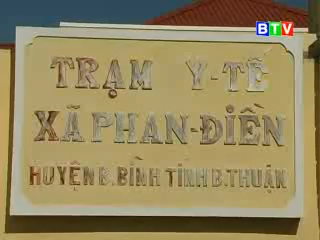 BTV
TRẠM Y-TẾ
XÃ PHAN-ĐIỀN
HUYỆN B.BÌNH TỈNH B.THUẬN